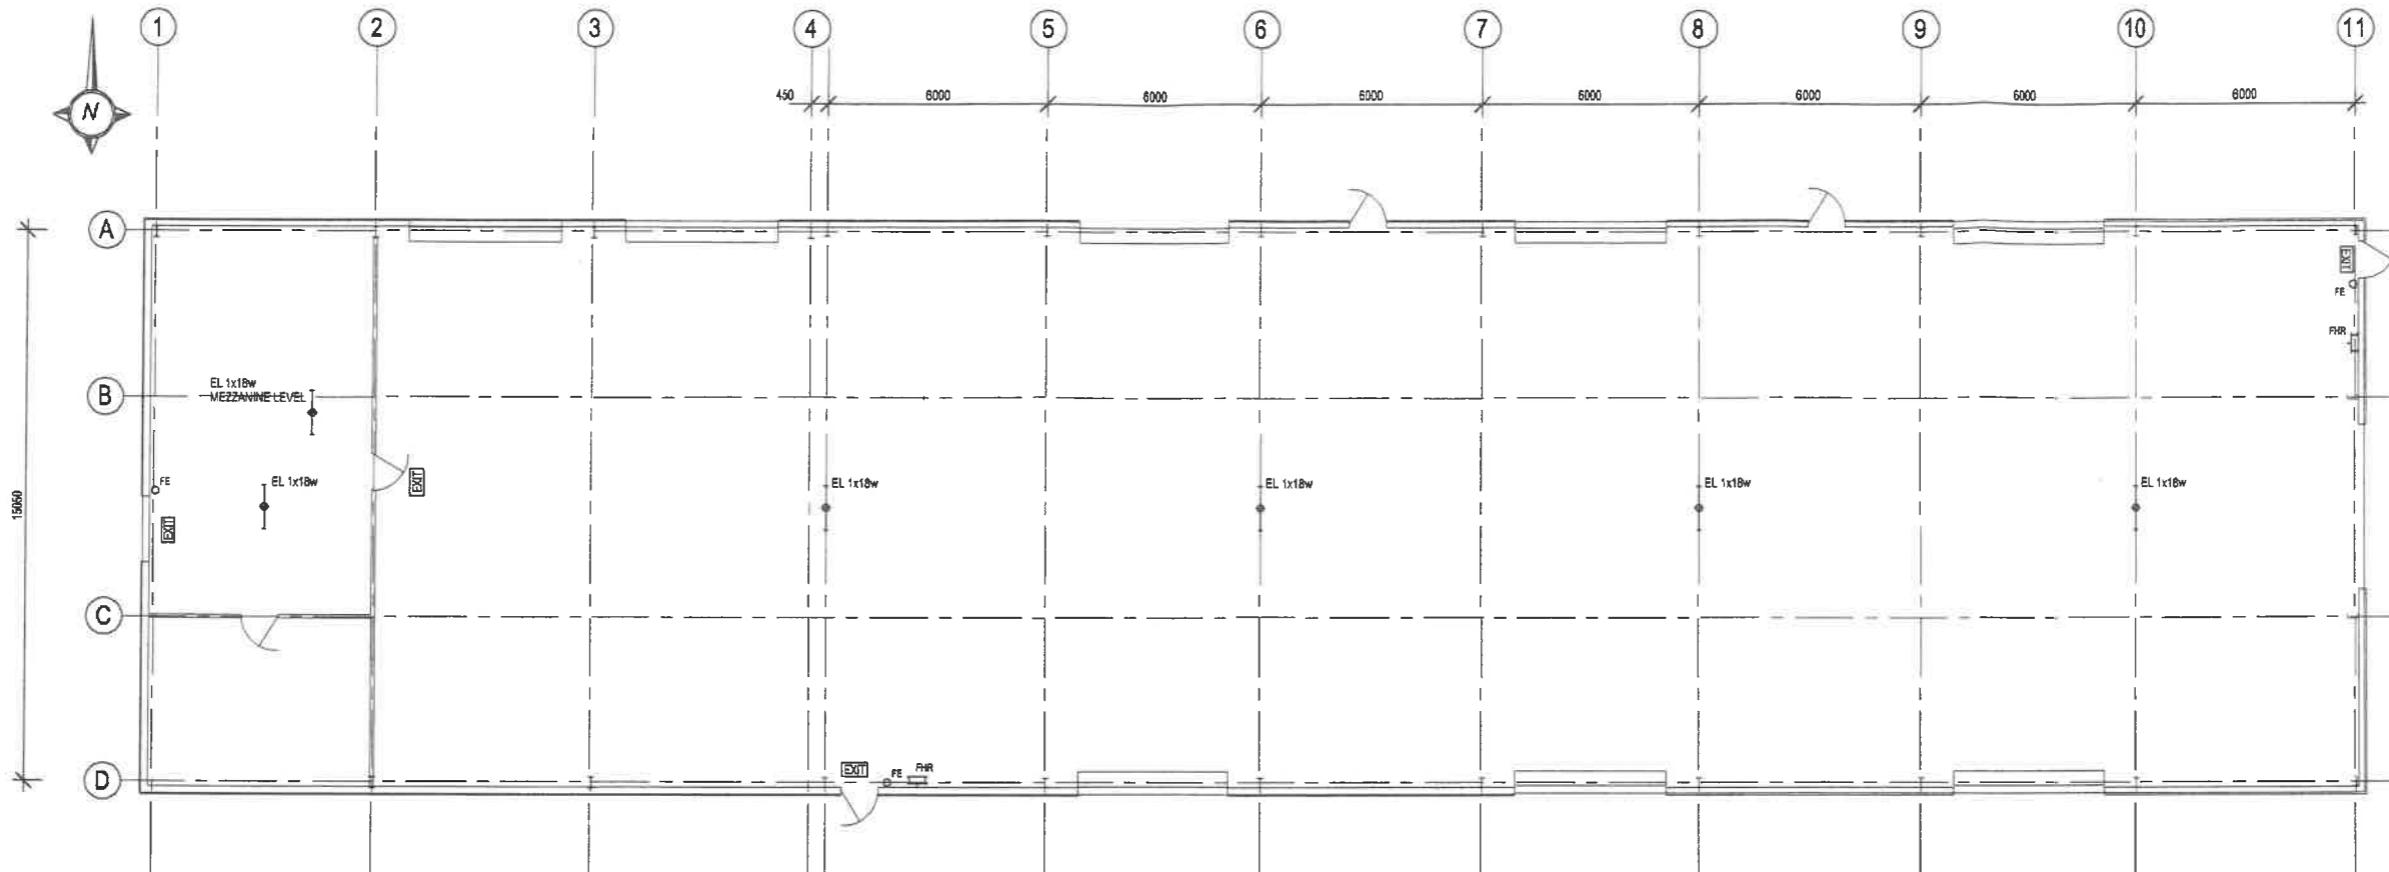 1 2 3 4 5 6 7 8 9 10 11
N
450 6000 6000 6000 6000 6000 6000 6000
A
EXIT
FE
FHR
EL 1x18w
B
MEZZANINE LEVEL
15050
FE
EL 1x18w
EXIT
EL 1x18w
EL 1x18w
EL 1x18w
EL 1x18w
EXIT
C
D
EXIT FE FHR